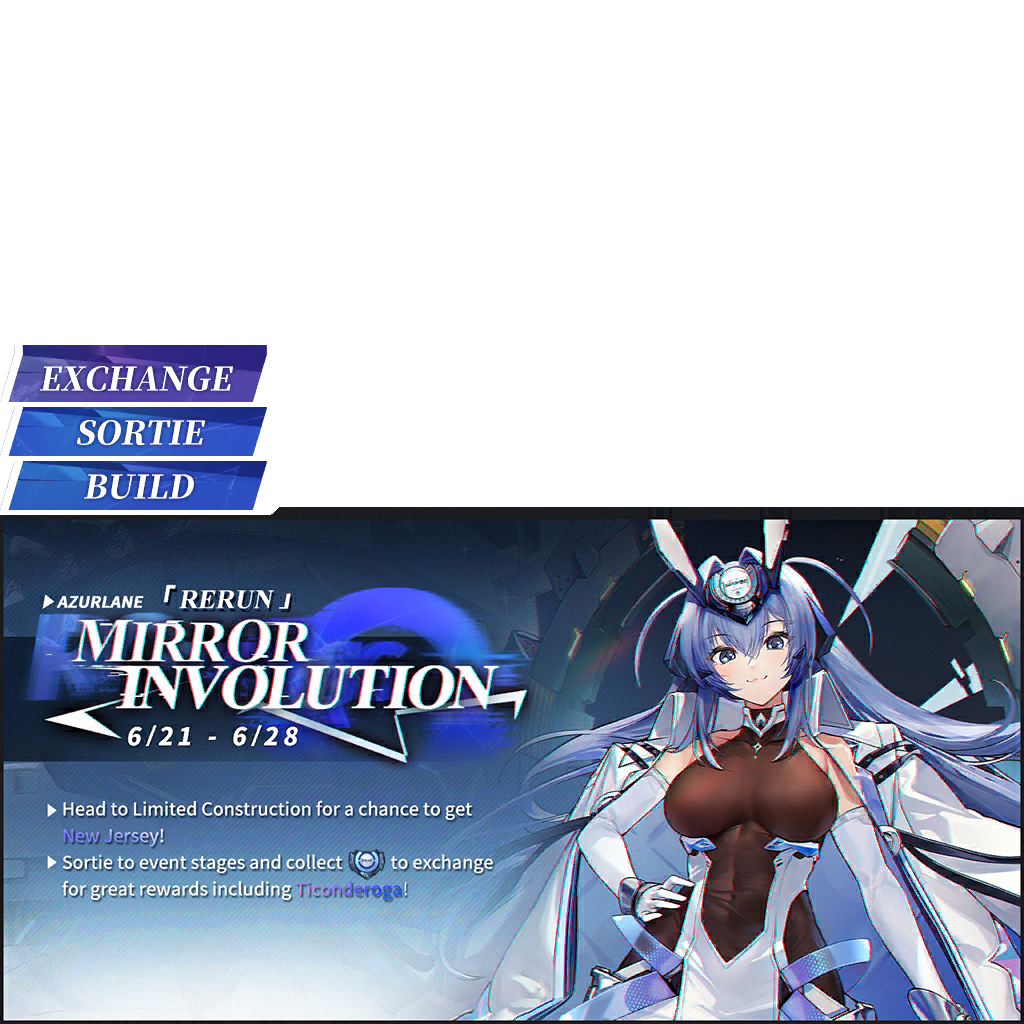 EXCHANGE
SORTIE
BUILD
AZURLANE 「RERUN」
MIRROR
INVOLUTION
6/21 - 6/28
Head to Limited Construction for a chance to get
New Jersey!
Sortie to event stages and collect to exchange
for great rewards including Ticonderoga!